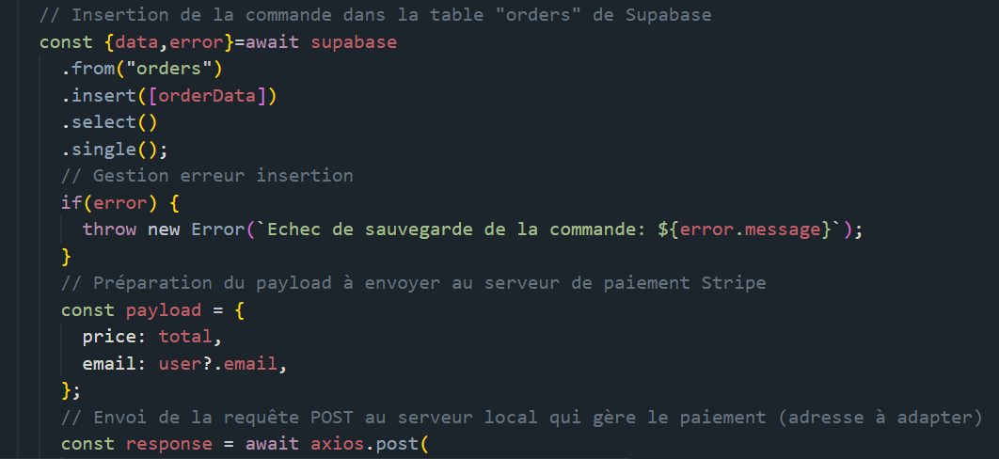 // Insertion de la commande dans la table "orders" de Supabase
const {data,error}=await supabase
.from("orders")
.insert([orderData])
.select()
.single();
// Gestion erreur insertion
if(error) {
throw new Error(`Echec de sauvegarde de la commande: ${error.message}`);
}
// Préparation du payload à envoyer au serveur de paiement Stripe
const payload = {
price: total,
email: user?.email,
};
// Envoi de la requête POST au serveur local qui gère le paiement (adresse à adapter)
const response = await axios.post(